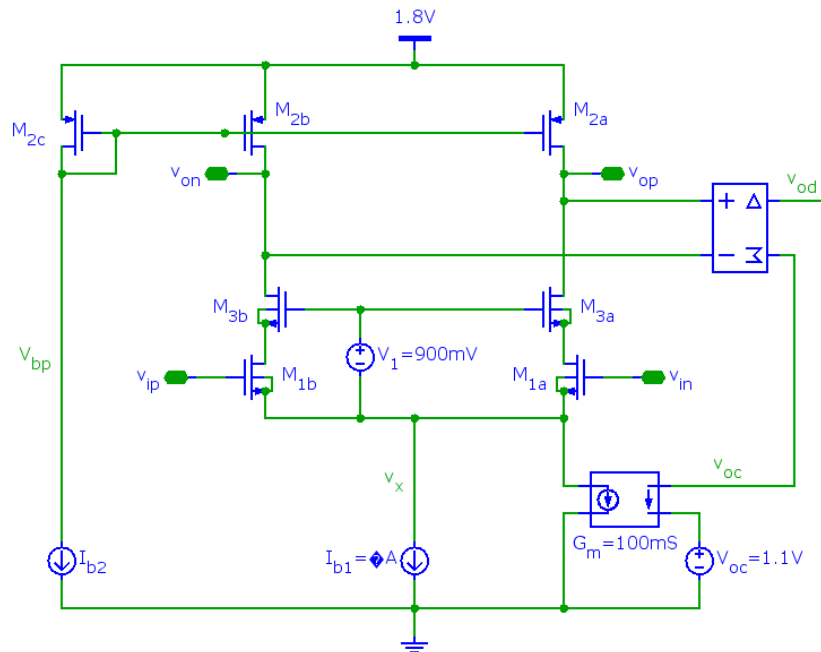 1.8V
M2c
M2b
M2a
von
vop
vod
+ Δ
− Σ
M3b
M3a
Vbp
V1=900mV
vip
M1b
M1a
vin
vx
voc
Gm=100mS
Ib2
Ib1=�A
Voc=1.1V